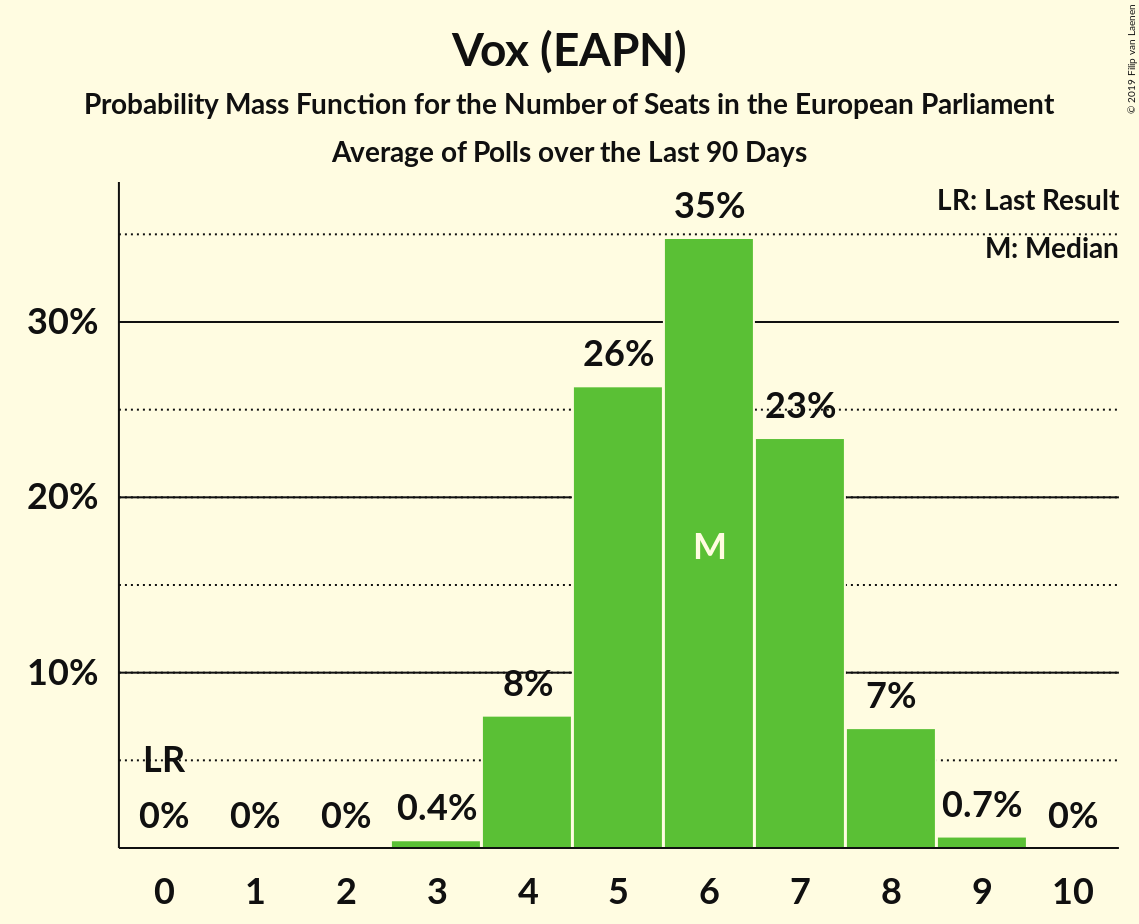 Vox (EAPN)
Probability Mass Function for the Number of Seats in the European Parliament
Average of Polls over the Last 90 Days
© 2019 Filip van Laenen
LR: Last Result
M: Median
35%
30%
26%
23%
20%
M
10%
8%
7%
LR
0%
0%
0%
0.4%
0.7%
0%
0 1 2 3 4 5 6 7 8 9 10